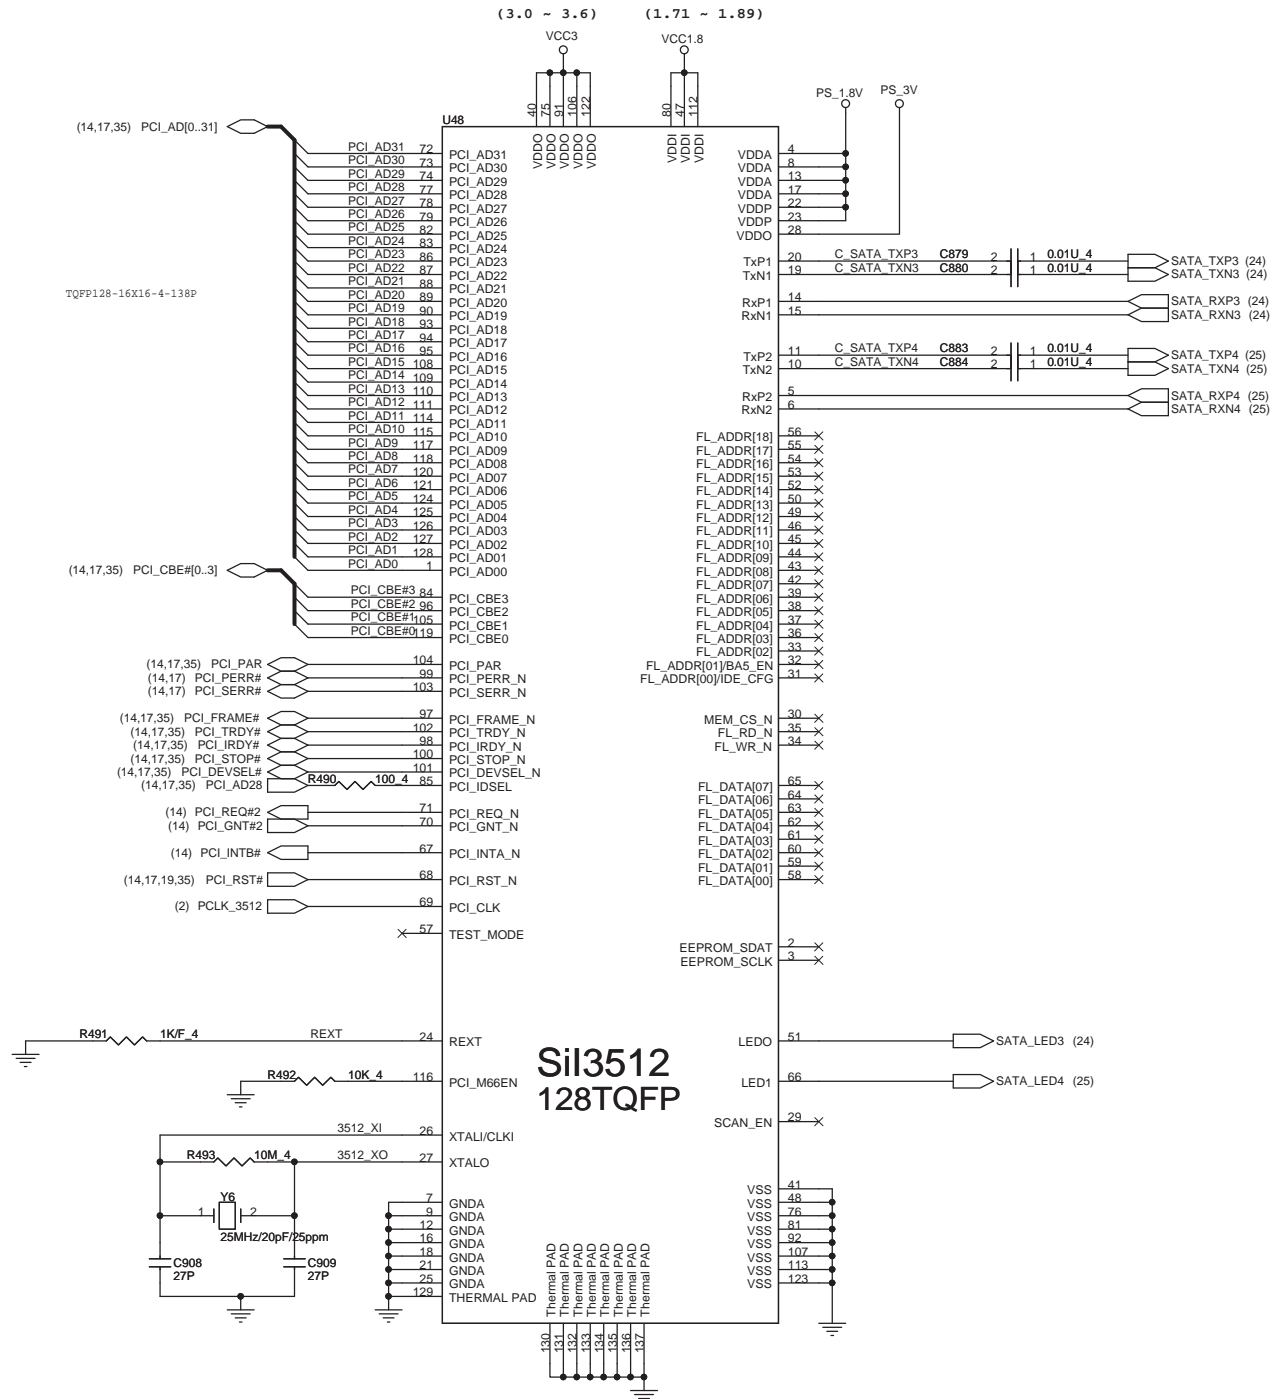 (3.0 ~ 3.6) (1.71 ~ 1.89)
VCC3 VCC1.8
PS_1.8V PS_3V
40 75 91 106 122 80 47 112
U48
VDDO VDDO VDDO VDDO VDDO VDDI VDDI VDDI
(14,17,35) PCI_AD[0..31]
PCI_AD31 72 PCI_AD31
PCI_AD30 73 PCI_AD30
PCI_AD29 74 PCI_AD29
PCI_AD28 77 PCI_AD28
PCI_AD27 78 PCI_AD27
PCI_AD26 79 PCI_AD26
PCI_AD25 82 PCI_AD25
PCI_AD24 83 PCI_AD24
PCI_AD23 86 PCI_AD23
PCI_AD22 87 PCI_AD22
PCI_AD21 88 PCI_AD21
PCI_AD20 89 PCI_AD20
PCI_AD19 90 PCI_AD19
PCI_AD18 93 PCI_AD18
PCI_AD17 94 PCI_AD17
PCI_AD16 95 PCI_AD16
PCI_AD15 108 PCI_AD15
PCI_AD14 109 PCI_AD14
PCI_AD13 110 PCI_AD13
PCI_AD12 111 PCI_AD12
PCI_AD11 114 PCI_AD11
PCI_AD10 115 PCI_AD10
PCI_AD9 117 PCI_AD09
PCI_AD8 118 PCI_AD08
PCI_AD7 120 PCI_AD07
PCI_AD6 121 PCI_AD06
PCI_AD5 124 PCI_AD05
PCI_AD4 125 PCI_AD04
PCI_AD3 126 PCI_AD03
PCI_AD2 127 PCI_AD02
PCI_AD1 128 PCI_AD01
PCI_AD0 1 PCI_AD00
TQFP128-16X16-4-138P
(14,17,35) PCI_CBE#[0..3]
PCI_CBE#3 84 PCI_CBE3
PCI_CBE#2 96 PCI_CBE2
PCI_CBE#1 105 PCI_CBE1
PCI_CBE#0 119 PCI_CBE0
(14,17,35) PCI_PAR 104 PCI_PAR
(14,17) PCI_PERR# 99 PCI_PERR_N
(14,17) PCI_SERR# 103 PCI_SERR_N
(14,17,35) PCI_FRAME# 97 PCI_FRAME_N
(14,17,35) PCI_TRDY# 102 PCI_TRDY_N
(14,17,35) PCI_IRDY# 98 PCI_IRDY_N
(14,17,35) PCI_STOP# 100 PCI_STOP_N
(14,17,35) PCI_DEVSEL# 101 PCI_DEVSEL_N
(14,17,35) PCI_AD28 R490 100_4 85 PCI_IDSEL
(14) PCI_REQ#2 71 PCI_REQ_N
(14) PCI_GNT#2 70 PCI_GNT_N
(14) PCI_INTB# 67 PCI_INTA_N
(14,17,19,35) PCI_RST# 68 PCI_RST_N
(2) PCLK_3512 69 PCI_CLK
57 TEST_MODE
R491 1K/F_4 REXT 24 REXT
R492 10K_4 116 PCI_M66EN
3512_XI 26 XTALI/CLKI
R493 10M_4 3512_XO 27 XTALO
Y6
1 2
25MHz/20pF/25ppm
C908 27P
C909 27P
7 GNDA
9 GNDA
12 GNDA
16 GNDA
18 GNDA
21 GNDA
25 GNDA
129 THERMAL PAD
SiI3512
128TQFP
Thermal PAD Thermal PAD Thermal PAD Thermal PAD Thermal PAD Thermal PAD Thermal PAD Thermal PAD
130 131 132 133 134 135 136 137
VDDA 4
VDDA 8
VDDA 13
VDDA 17
VDDP 22
VDDP 23
VDDO 28
TxP1 20 C_SATA_TXP3 C879 2 1 0.01U_4 SATA_TXP3 (24)
TxN1 19 C_SATA_TXN3 C880 2 1 0.01U_4 SATA_TXN3 (24)
RxP1 14 SATA_RXP3 (24)
RxN1 15 SATA_RXN3 (24)
TxP2 11 C_SATA_TXP4 C883 2 1 0.01U_4 SATA_TXP4 (25)
TxN2 10 C_SATA_TXN4 C884 2 1 0.01U_4 SATA_TXN4 (25)
RxP2 5 SATA_RXP4 (25)
RxN2 6 SATA_RXN4 (25)
FL_ADDR[18] 56
FL_ADDR[17] 55
FL_ADDR[16] 54
FL_ADDR[15] 53
FL_ADDR[14] 52
FL_ADDR[13] 50
FL_ADDR[12] 49
FL_ADDR[11] 46
FL_ADDR[10] 45
FL_ADDR[09] 44
FL_ADDR[08] 43
FL_ADDR[07] 42
FL_ADDR[06] 39
FL_ADDR[05] 38
FL_ADDR[04] 37
FL_ADDR[03] 36
FL_ADDR[02] 33
FL_ADDR[01]/BA5_EN 32
FL_ADDR[00]/IDE_CFG 31
MEM_CS_N 30
FL_RD_N 35
FL_WR_N 34
FL_DATA[07] 65
FL_DATA[06] 64
FL_DATA[05] 63
FL_DATA[04] 62
FL_DATA[03] 61
FL_DATA[02] 60
FL_DATA[01] 59
FL_DATA[00] 58
EEPROM_SDAT 2
EEPROM_SCLK 3
LEDO 51 SATA_LED3 (24)
LED1 66 SATA_LED4 (25)
SCAN_EN 29
VSS 41
VSS 48
VSS 76
VSS 81
VSS 92
VSS 107
VSS 113
VSS 123